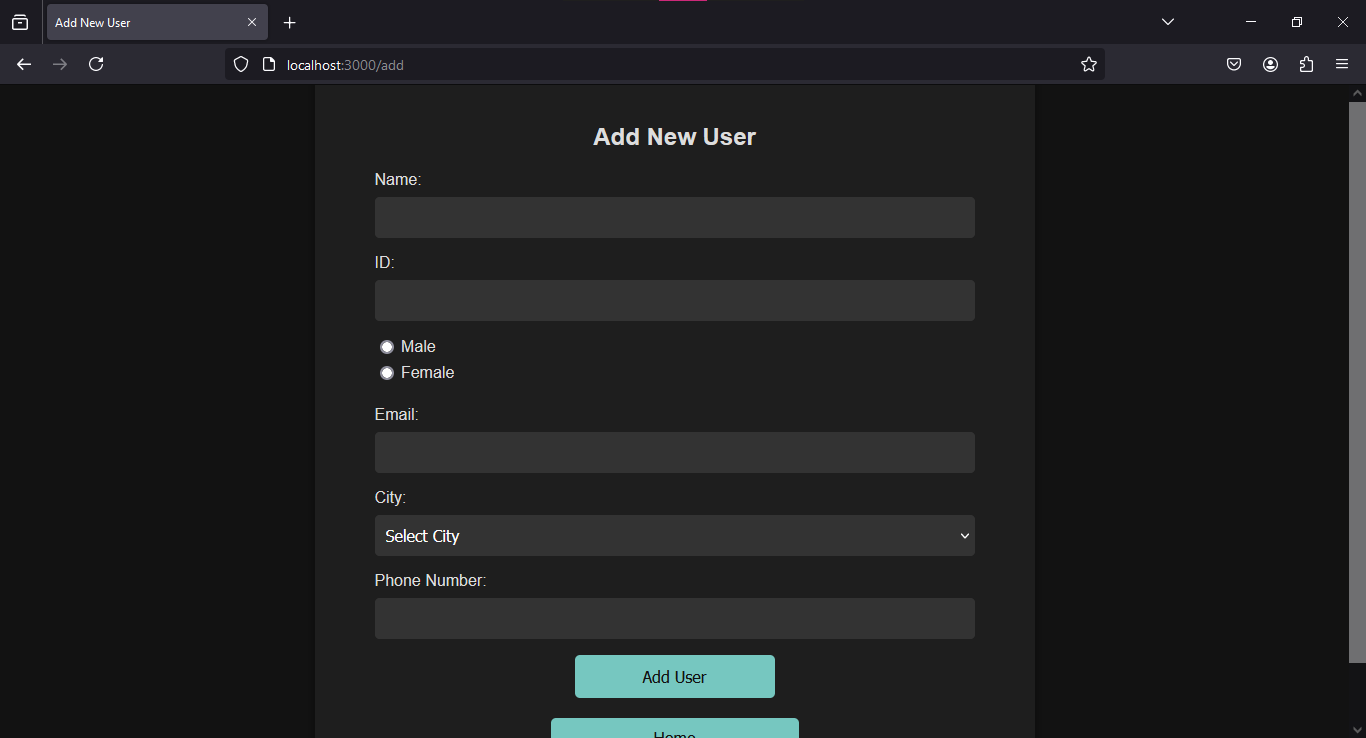 Add New User
localhost:3000/add
Add New User
Name:
ID:
Male
Female
Email:
City:
Select City
Phone Number:
Add User
Home